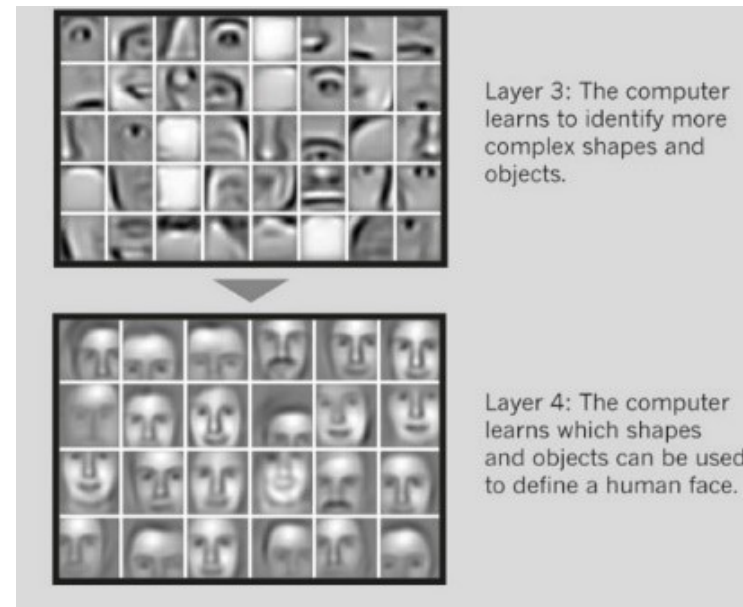 Layer 3: The computer
learns to identify more
complex shapes and
objects.
Layer 4: The computer
learns which shapes
and objects can be used
to define a human face.